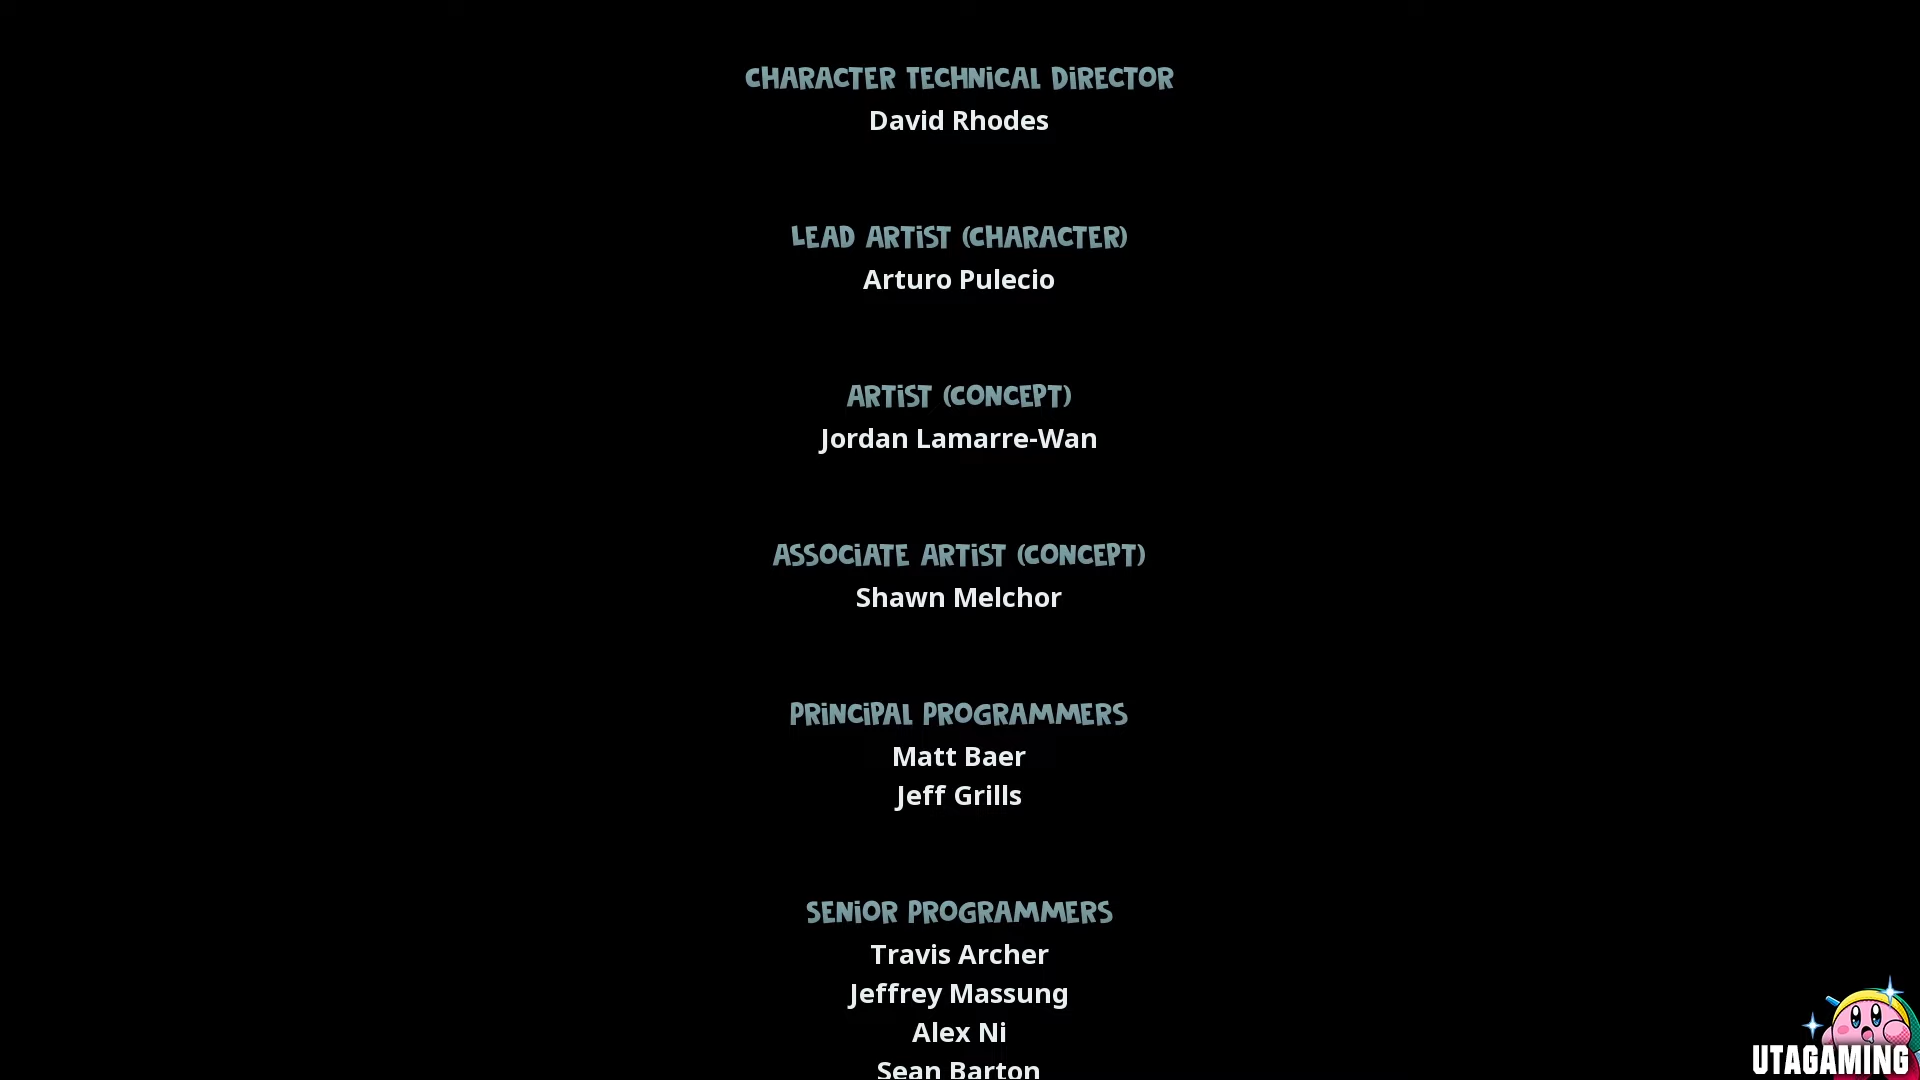 CHARACTER TECHNiCAL DiRECTOR
David Rhodes
LEAD ARTiST (CHARACTER)
Arturo Pulecio
ARTiST (CONCEPT)
Jordan Lamarre-Wan
ASSOCiATE ARTiST (CONCEPT)
Shawn Melchor
PRiNCiPAL PROGRAMMERS
Matt Baer
Jeff Grills
SENiOR PROGRAMMERS
Travis Archer
Jeffrey Massung
Alex Ni
Sean Barton
UTAGAMING